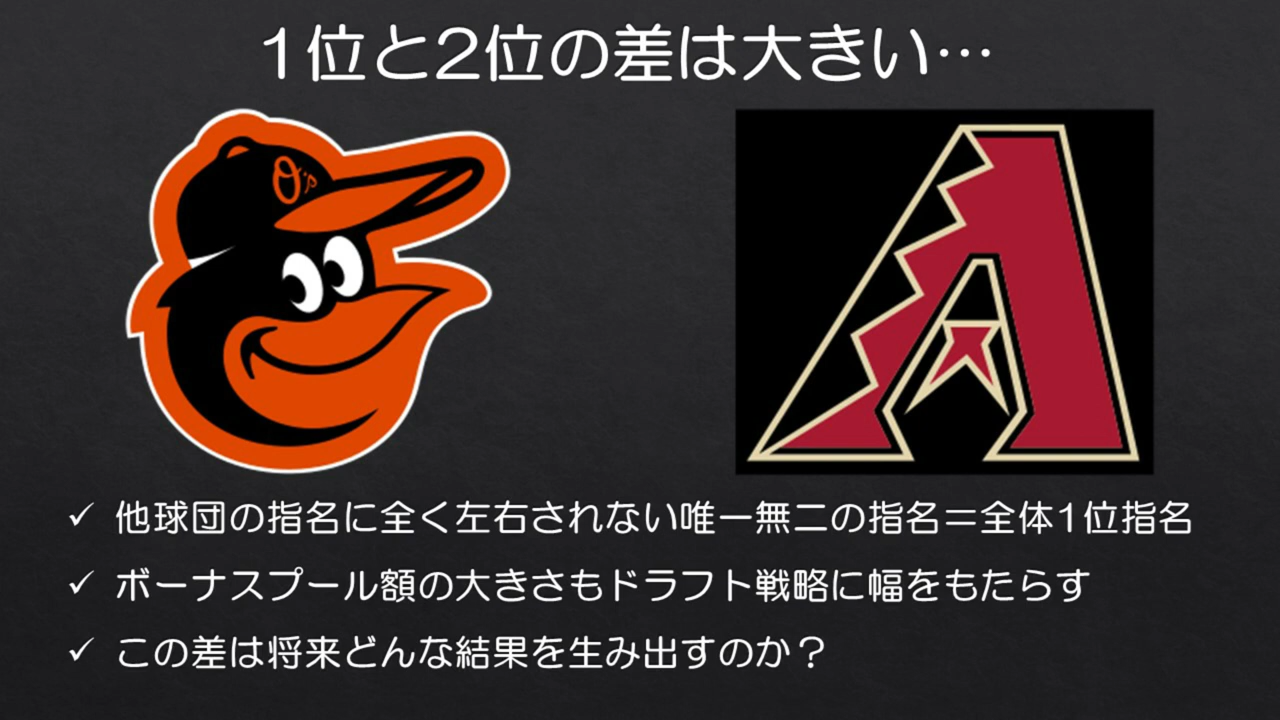 1位と2位の差は大きい…
O's
A
✓ 他球団の指名に全く左右されない唯一無二の指名＝全体1位指名
✓ ボーナスプール額の大きさもドラフト戦略に幅をもたらす
✓ この差は将来どんな結果を生み出すのか？